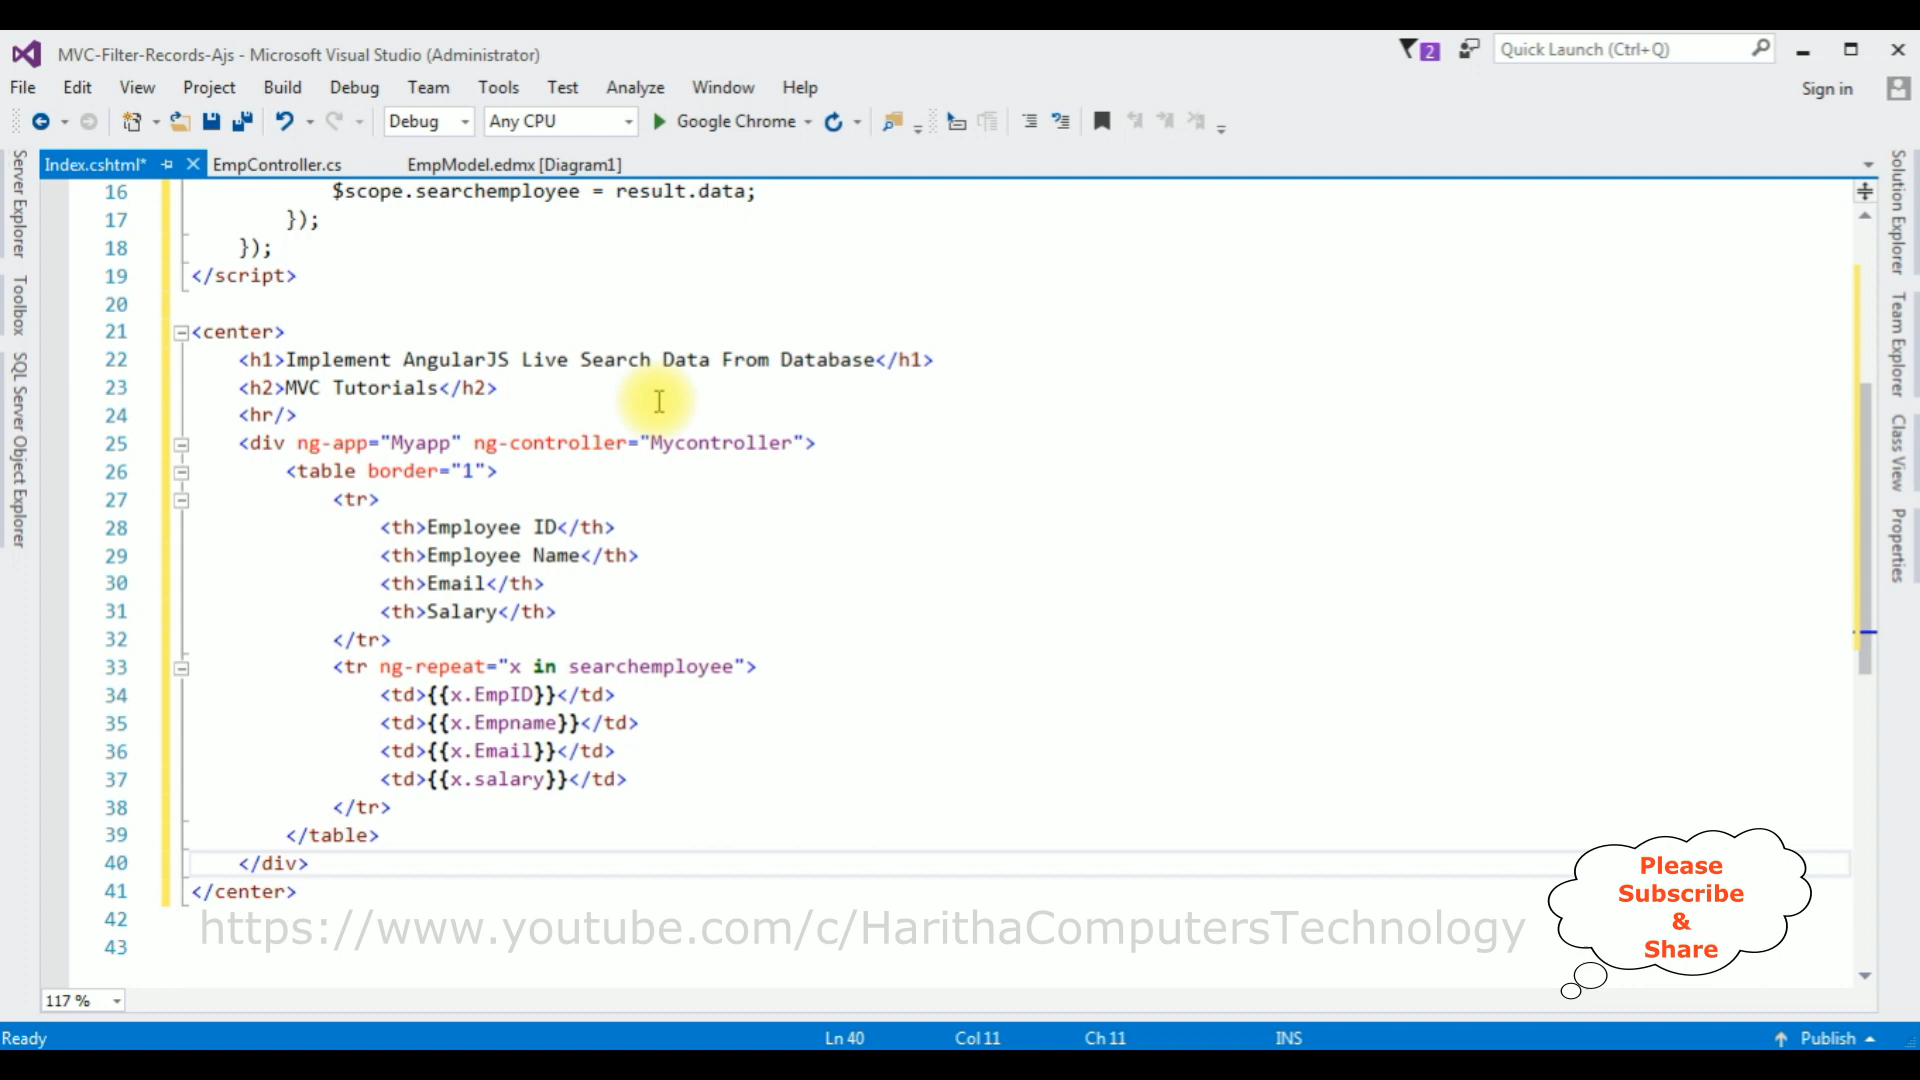 MVC-Filter-Records-Ajs - Microsoft Visual Studio (Administrator)
2
Quick Launch (Ctrl+Q)
File Edit View Project Build Debug Team Tools Test Analyze Window Help
Sign in
Debug Any CPU Google Chrome
Index.cshtml* EmpController.cs EmpModel.edmx [Diagram1]
Server Explorer
Toolbox
SQL Server Object Explorer
Solution Explorer
Team Explorer
Class View
Properties
16 $scope.searchemployee = result.data;
17 });
18 });
19 </script>
20
21 <center>
22 <h1>Implement AngularJS Live Search Data From Database</h1>
23 <h2>MVC Tutorials</h2>
24 <hr/>
25 <div ng-app="Myapp" ng-controller="Mycontroller">
26 <table border="1">
27 <tr>
28 <th>Employee ID</th>
29 <th>Employee Name</th>
30 <th>Email</th>
31 <th>Salary</th>
32 </tr>
33 <tr ng-repeat="x in searchemployee">
34 <td>{{x.EmpID}}</td>
35 <td>{{x.Empname}}</td>
36 <td>{{x.Email}}</td>
37 <td>{{x.salary}}</td>
38 </tr>
39 </table>
40 </div>
41 </center>
42
43
https://www.youtube.com/c/HarithaComputersTechnology
Please
Subscribe
&
Share
117 %
Ready Ln 40 Col 11 Ch 11 INS Publish